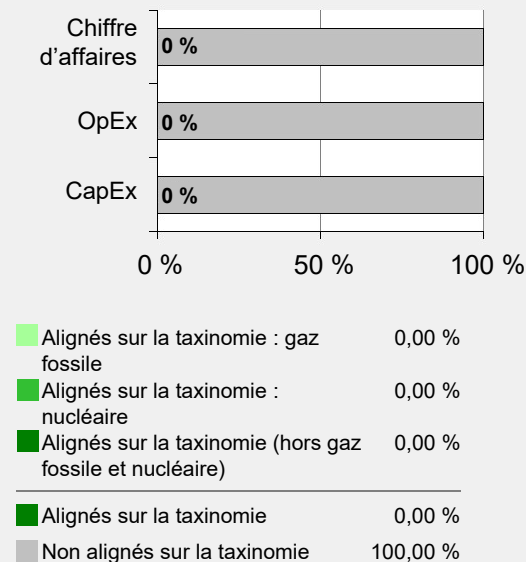 Chiffre
d’affaires
0 %
OpEx
0 %
CapEx
0 %
0 % 50 % 100 %
Alignés sur la taxinomie : gaz 0,00 %
fossile
Alignés sur la taxinomie : 0,00 %
nucléaire
Alignés sur la taxinomie (hors gaz 0,00 %
fossile et nucléaire)
Alignés sur la taxinomie 0,00 %
Non alignés sur la taxinomie 100,00 %